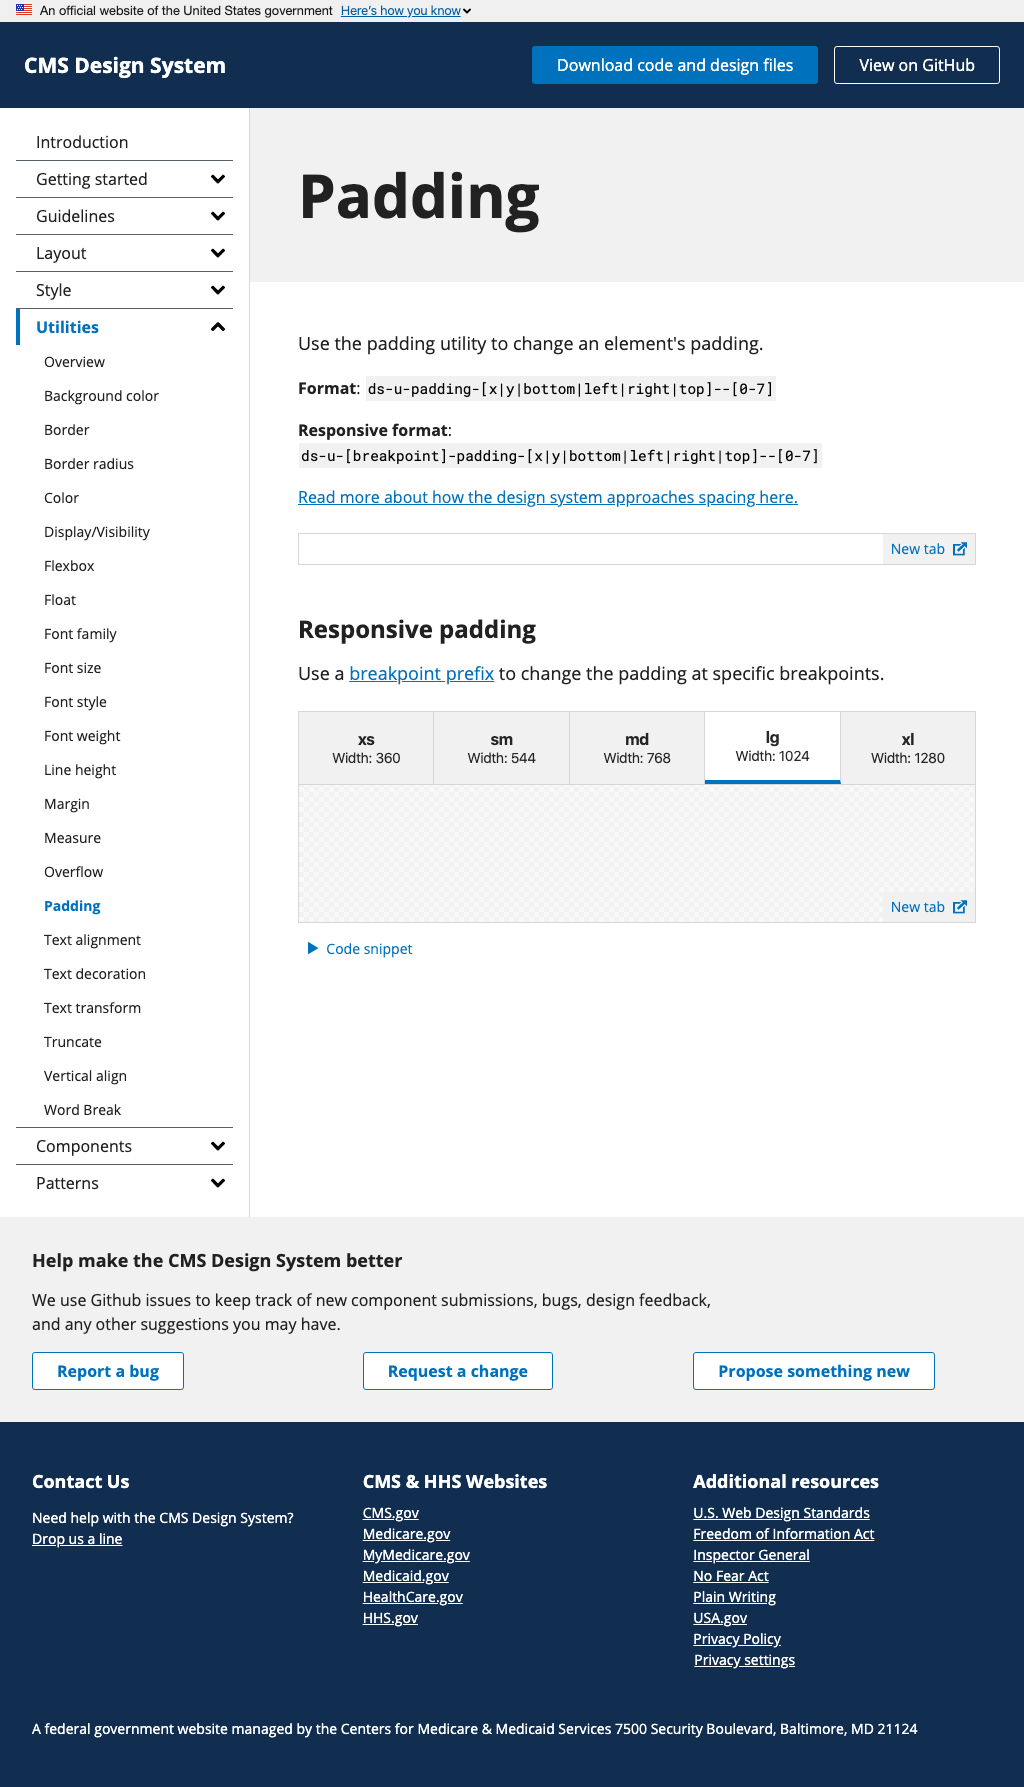 An official website of the United States government Here's how you know
CMS Design System
Download code and design files
View on GitHub
Introduction
Getting started
Guidelines
Layout
Style
Utilities
Overview
Background color
Border
Border radius
Color
Display/Visibility
Flexbox
Float
Font family
Font size
Font style
Font weight
Line height
Margin
Measure
Overflow
Padding
Text alignment
Text decoration
Text transform
Truncate
Vertical align
Word Break
Components
Patterns
Padding
Use the padding utility to change an element's padding.
Format: ds-u-padding-[x|y|bottom|left|right|top]--[0-7]
Responsive format:
ds-u-[breakpoint]-padding-[x|y|bottom|left|right|top]--[0-7]
Read more about how the design system approaches spacing here.
New tab
Responsive padding
Use a breakpoint prefix to change the padding at specific breakpoints.
xs
Width: 360
sm
Width: 544
md
Width: 768
lg
Width: 1024
xl
Width: 1280
New tab
Code snippet
Help make the CMS Design System better
We use Github issues to keep track of new component submissions, bugs, design feedback,
and any other suggestions you may have.
Report a bug
Request a change
Propose something new
Contact Us
Need help with the CMS Design System?
Drop us a line
CMS & HHS Websites
CMS.gov
Medicare.gov
MyMedicare.gov
Medicaid.gov
HealthCare.gov
HHS.gov
Additional resources
U.S. Web Design Standards
Freedom of Information Act
Inspector General
No Fear Act
Plain Writing
USA.gov
Privacy Policy
Privacy settings
A federal government website managed by the Centers for Medicare & Medicaid Services 7500 Security Boulevard, Baltimore, MD 21124